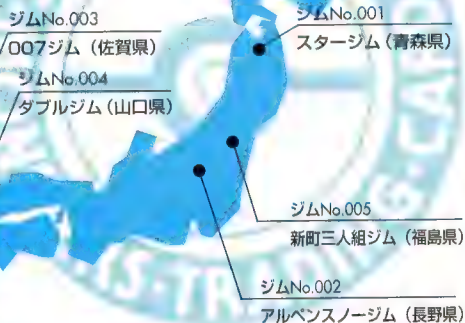 ジムNo.003
007ジム（佐賀県）
ジムNo.004
ダブルジム（山口県）
ジムNo.001
スタージム（青森県）
ジムNo.005
新町三人組ジム（福島県）
ジムNo.002
アルペンスノージム（長野県）